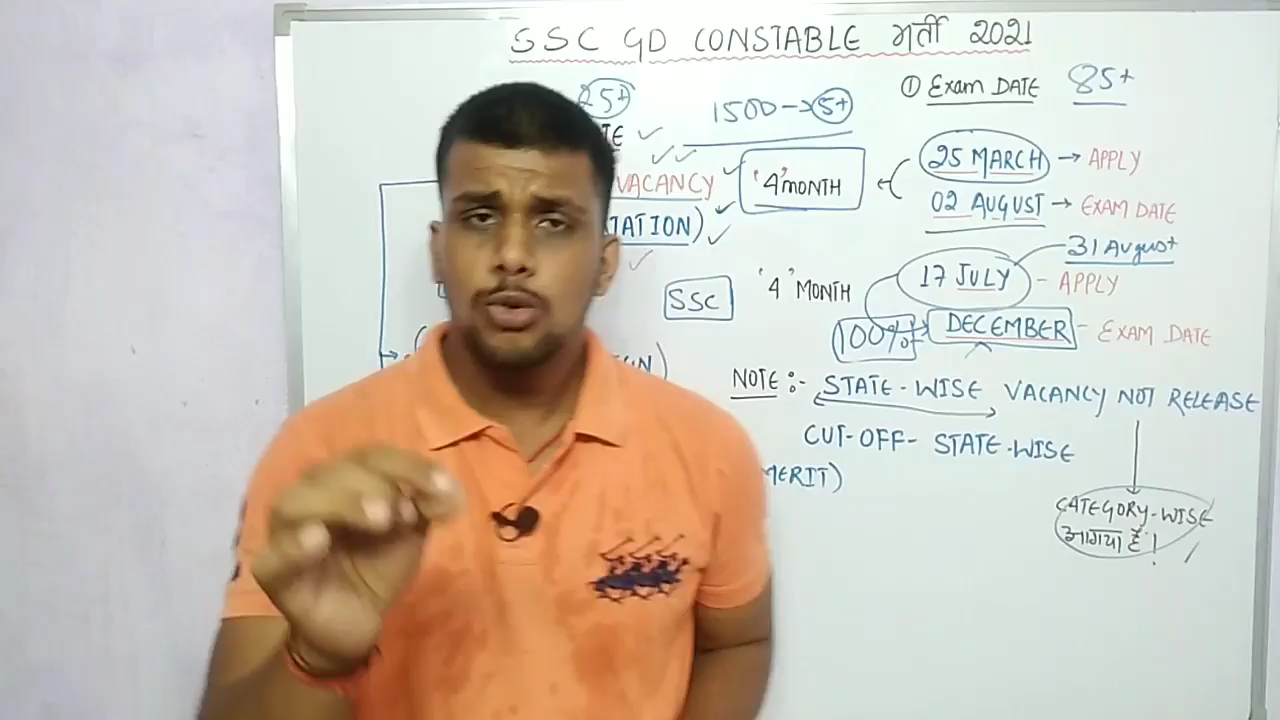 SSC GD CONSTABLE भर्ती 2021
① Exam DATE 85+
25+
1500 → 5+
VACANCY
TATION)
'4' MONTH
25 MARCH → APPLY
02 AUGUST → EXAM DATE
31 August
SSC
'4' MONTH
17 JULY - APPLY
100%
DECEMBER - EXAM DATE
NOTE :- STATE-WISE VACANCY NOT RELEASE
CUT-OFF- STATE-WISE
MERIT)
CATEGORY-WISE
आगया है !